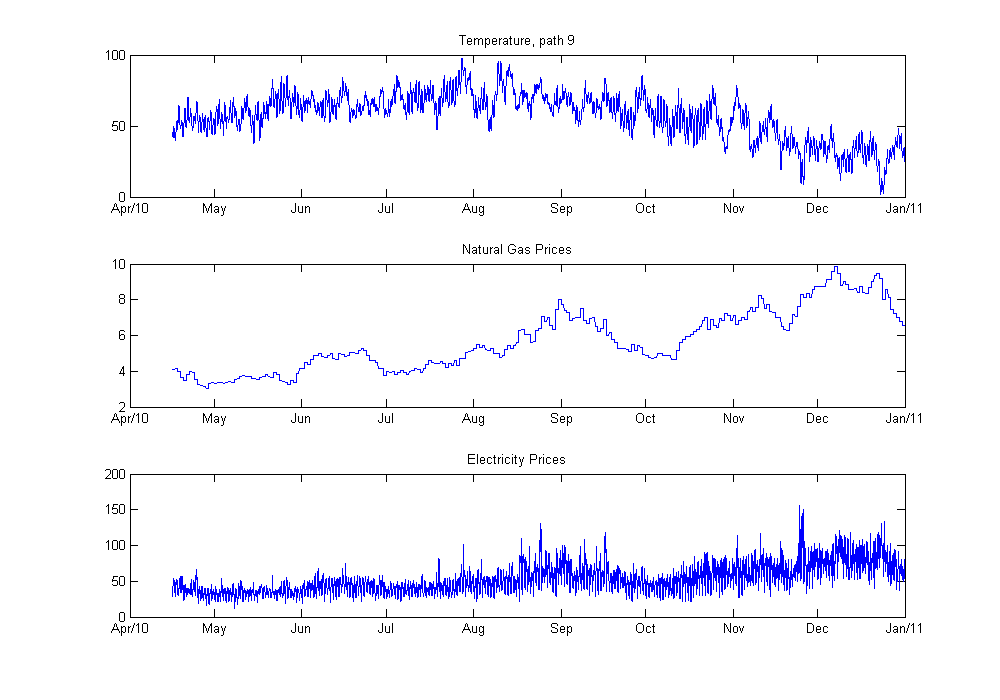 Temperature, path 9
100
50
0
Apr/10 May Jun Jul Aug Sep Oct Nov Dec Jan/11
Natural Gas Prices
10
8
6
4
2
Apr/10 May Jun Jul Aug Sep Oct Nov Dec Jan/11
Electricity Prices
200
150
100
50
0
Apr/10 May Jun Jul Aug Sep Oct Nov Dec Jan/11